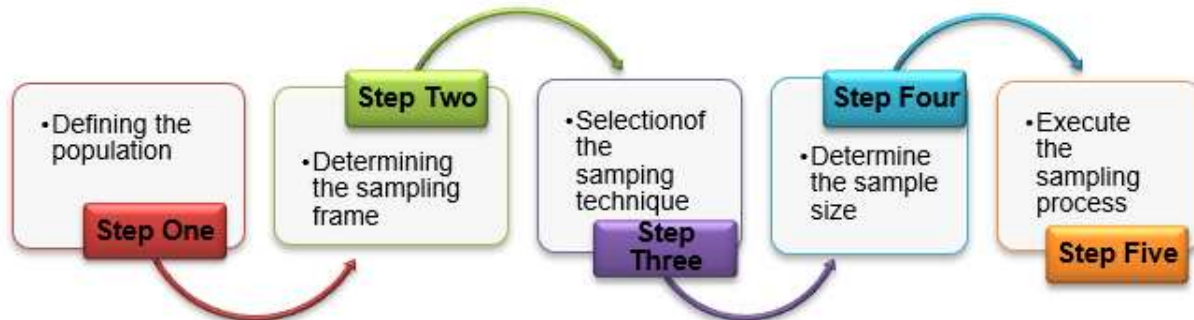 •Defining the
population
Step One
Step Two
•Determining
the sampling
frame
•Selectionof
the
samping
technique
Step
Three
Step Four
•Determine
the sample
size
•Execute
the
sampling
process
Step Five